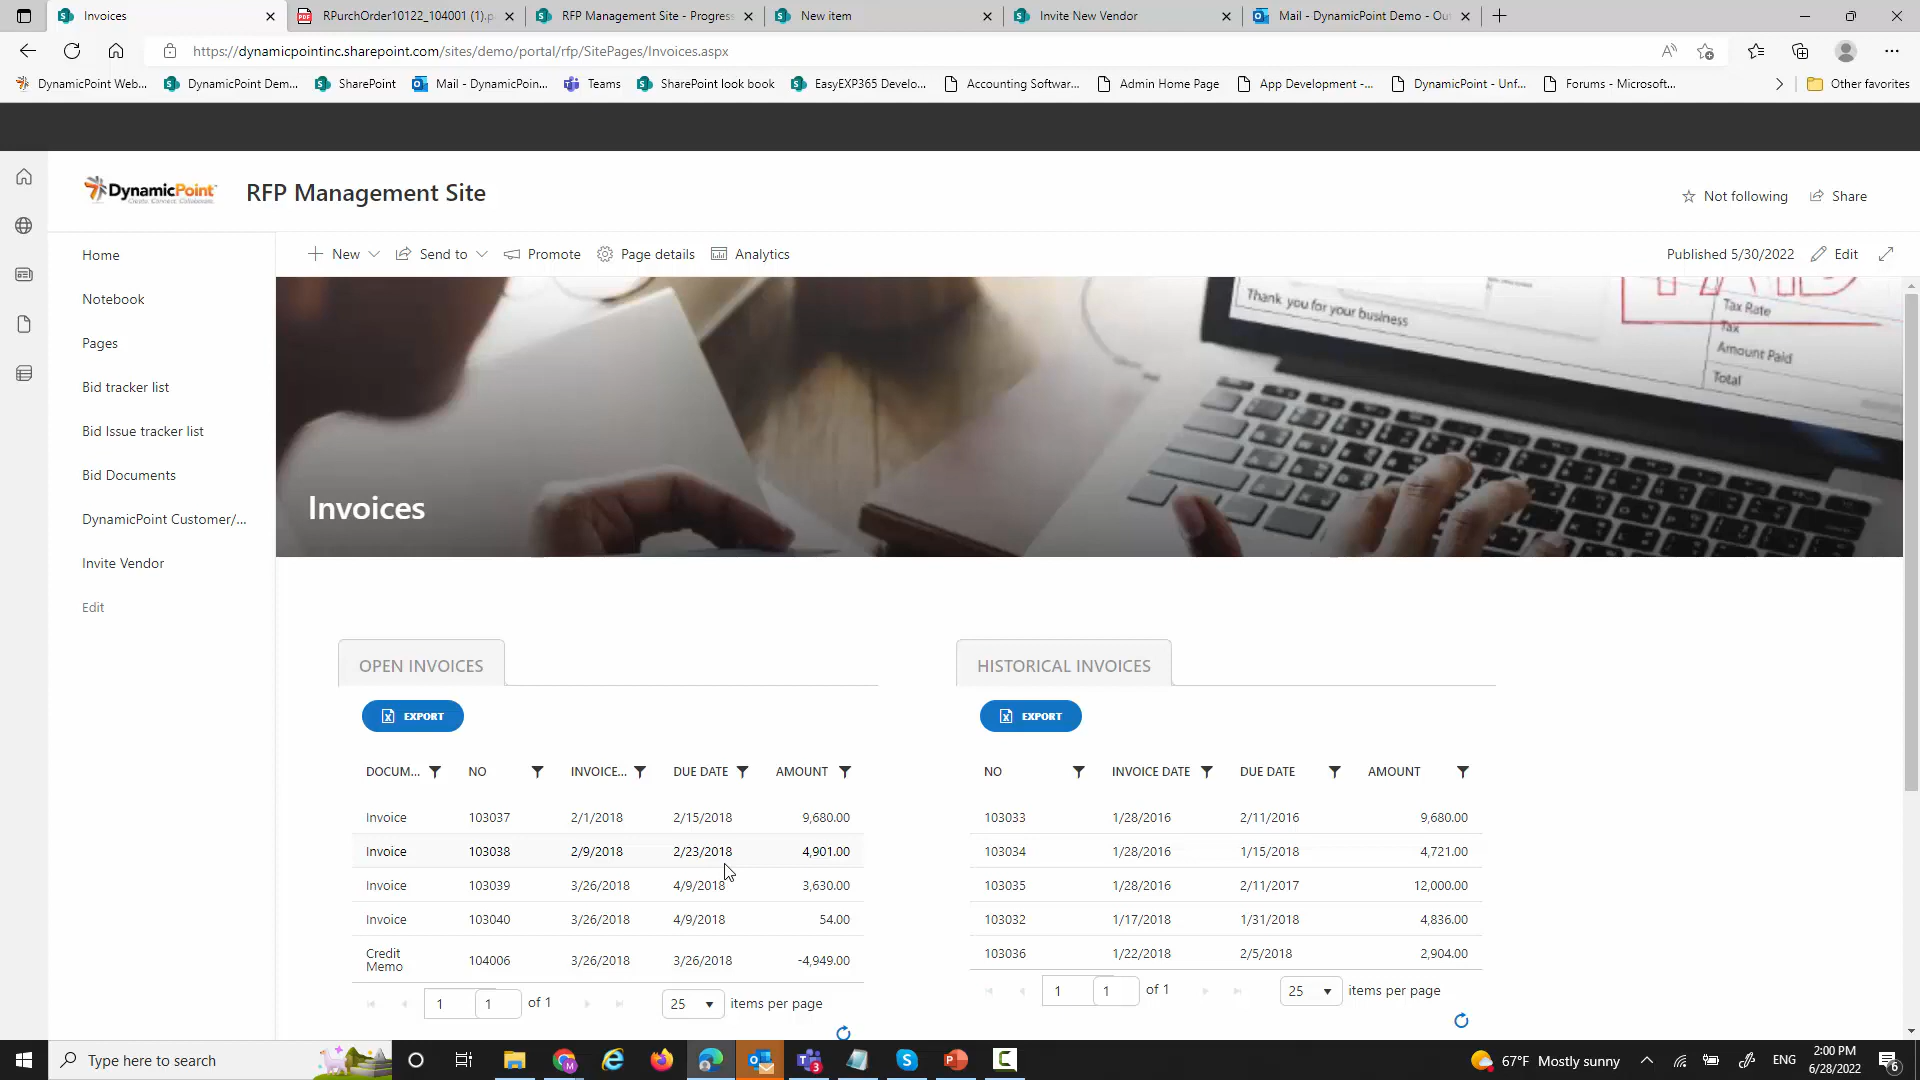 Invoices
RPurchOrder10122_104001 (1).p
RFP Management Site - Progress
New item
Invite New Vendor
Mail - DynamicPoint Demo - Ou
https://dynamicpointinc.sharepoint.com/sites/demo/portal/rfp/SitePages/Invoices.aspx
DynamicPoint Web...
DynamicPoint Dem...
SharePoint
Mail - DynamicPoin...
Teams
SharePoint look book
EasyEXP365 Develo...
Accounting Softwar...
Admin Home Page
App Development -...
DynamicPoint - Unf...
Forums - Microsoft...
Other favorites
DynamicPoint
Create. Connect. Collaborate.
RFP Management Site
Not following
Share
Home
Notebook
Pages
Bid tracker list
Bid Issue tracker list
Bid Documents
DynamicPoint Customer/...
Invite Vendor
Edit
New
Send to
Promote
Page details
Analytics
Published 5/30/2022
Edit
Thank you for your business
PAID
Tax Rate
Tax
Amount Paid
Total
Invoices
OPEN INVOICES
EXPORT
DOCUM... NO INVOICE... DUE DATE AMOUNT
Invoice 103037 2/1/2018 2/15/2018 9,680.00
Invoice 103038 2/9/2018 2/23/2018 4,901.00
Invoice 103039 3/26/2018 4/9/2018 3,630.00
Invoice 103040 3/26/2018 4/9/2018 54.00
Credit
Memo 104006 3/26/2018 3/26/2018 -4,949.00
1 1 of 1 25 items per page
HISTORICAL INVOICES
EXPORT
NO INVOICE DATE DUE DATE AMOUNT
103033 1/28/2016 2/11/2016 9,680.00
103034 1/28/2016 1/15/2018 4,721.00
103035 1/28/2016 2/11/2017 12,000.00
103032 1/17/2018 1/31/2018 4,836.00
103036 1/22/2018 2/5/2018 2,904.00
1 1 of 1 25 items per page
Type here to search
3
67°F Mostly sunny
ENG
2:00 PM
6/28/2022
6